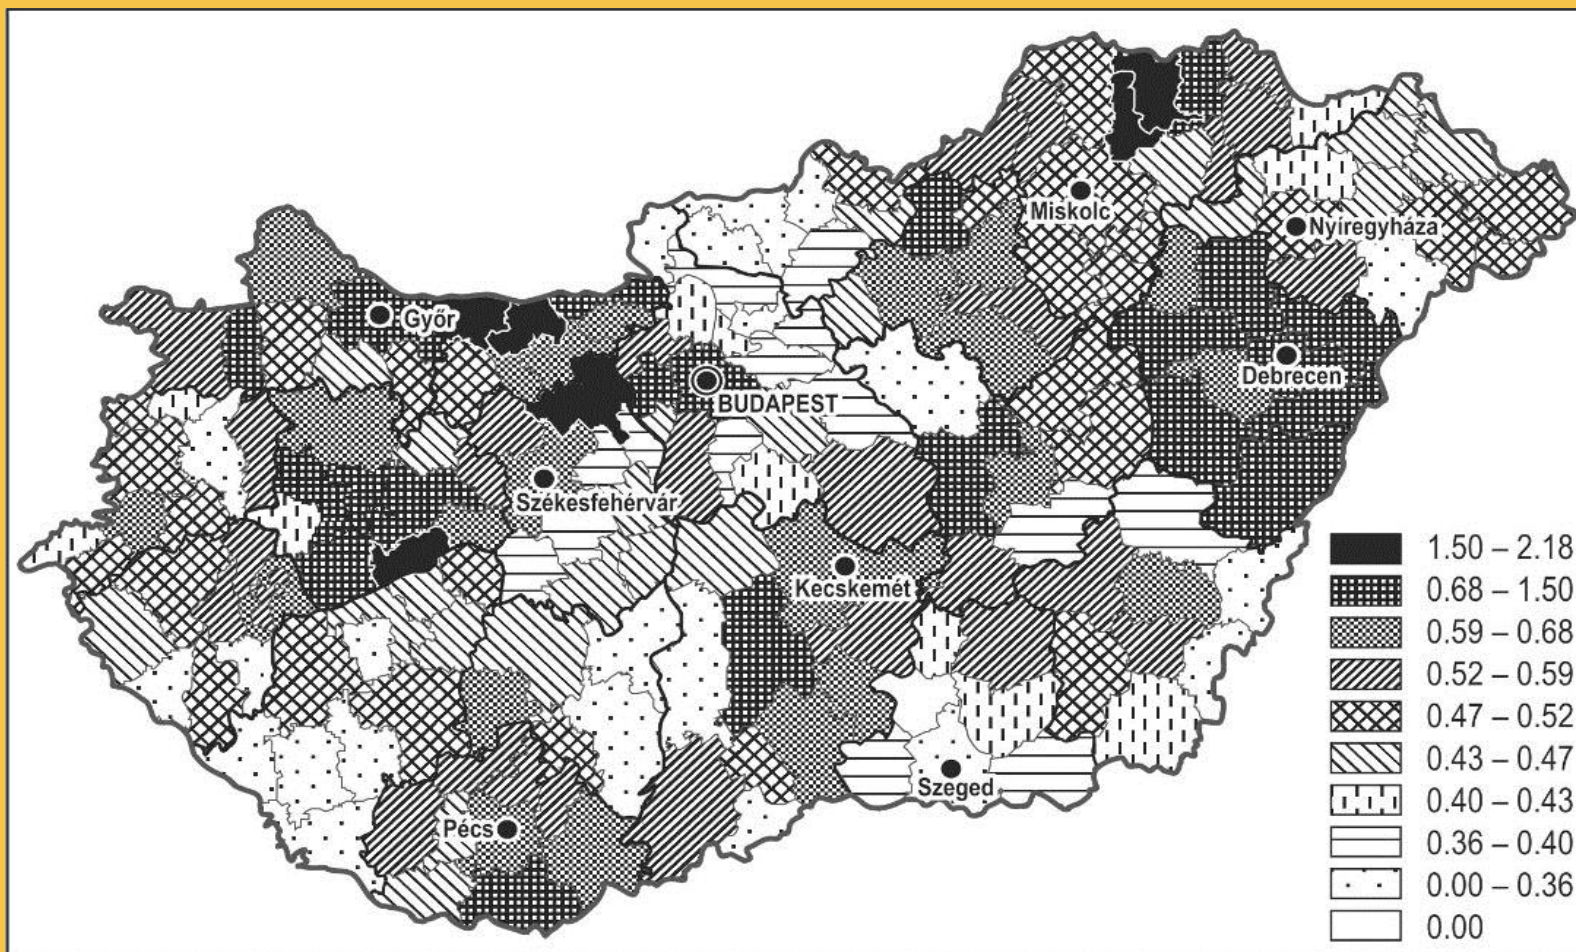 Miskolc
Nyíregyháza
Győr
Debrecen
BUDAPEST
Székesfehérvár
Kecskemét
Szeged
Pécs
1.50 – 2.18
0.68 – 1.50
0.59 – 0.68
0.52 – 0.59
0.47 – 0.52
0.43 – 0.47
0.40 – 0.43
0.36 – 0.40
0.00 – 0.36
0.00